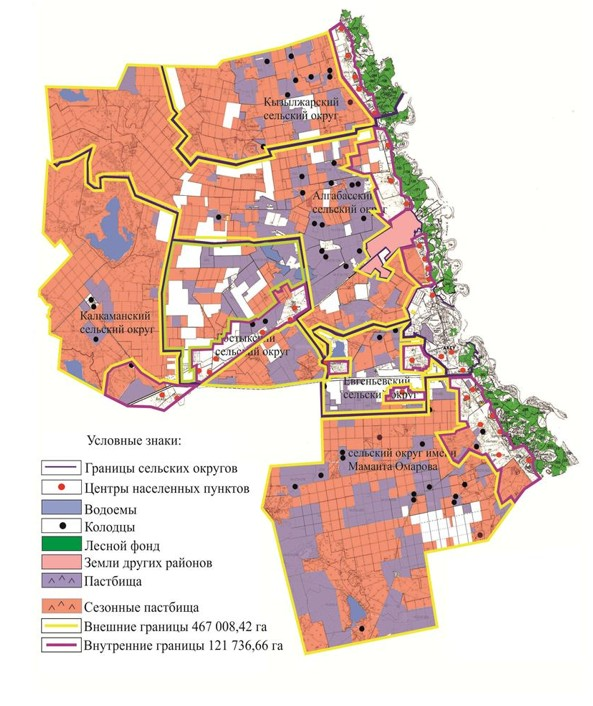 Кызылжарский
сельский округ
Алгабасский
сельский округ
Калкаманский
сельский округ
сельский округ
Евгеньевский
сельский округ
сельский округ имени
Маманта Омарова
Условные знаки:
Границы сельских округов
Центры населенных пунктов
Водоемы
Колодцы
Лесной фонд
Земли других районов
Пастбища
Сезонные пастбища
Внешние границы 467 008,42 га
Внутренние границы 121 736,66 га